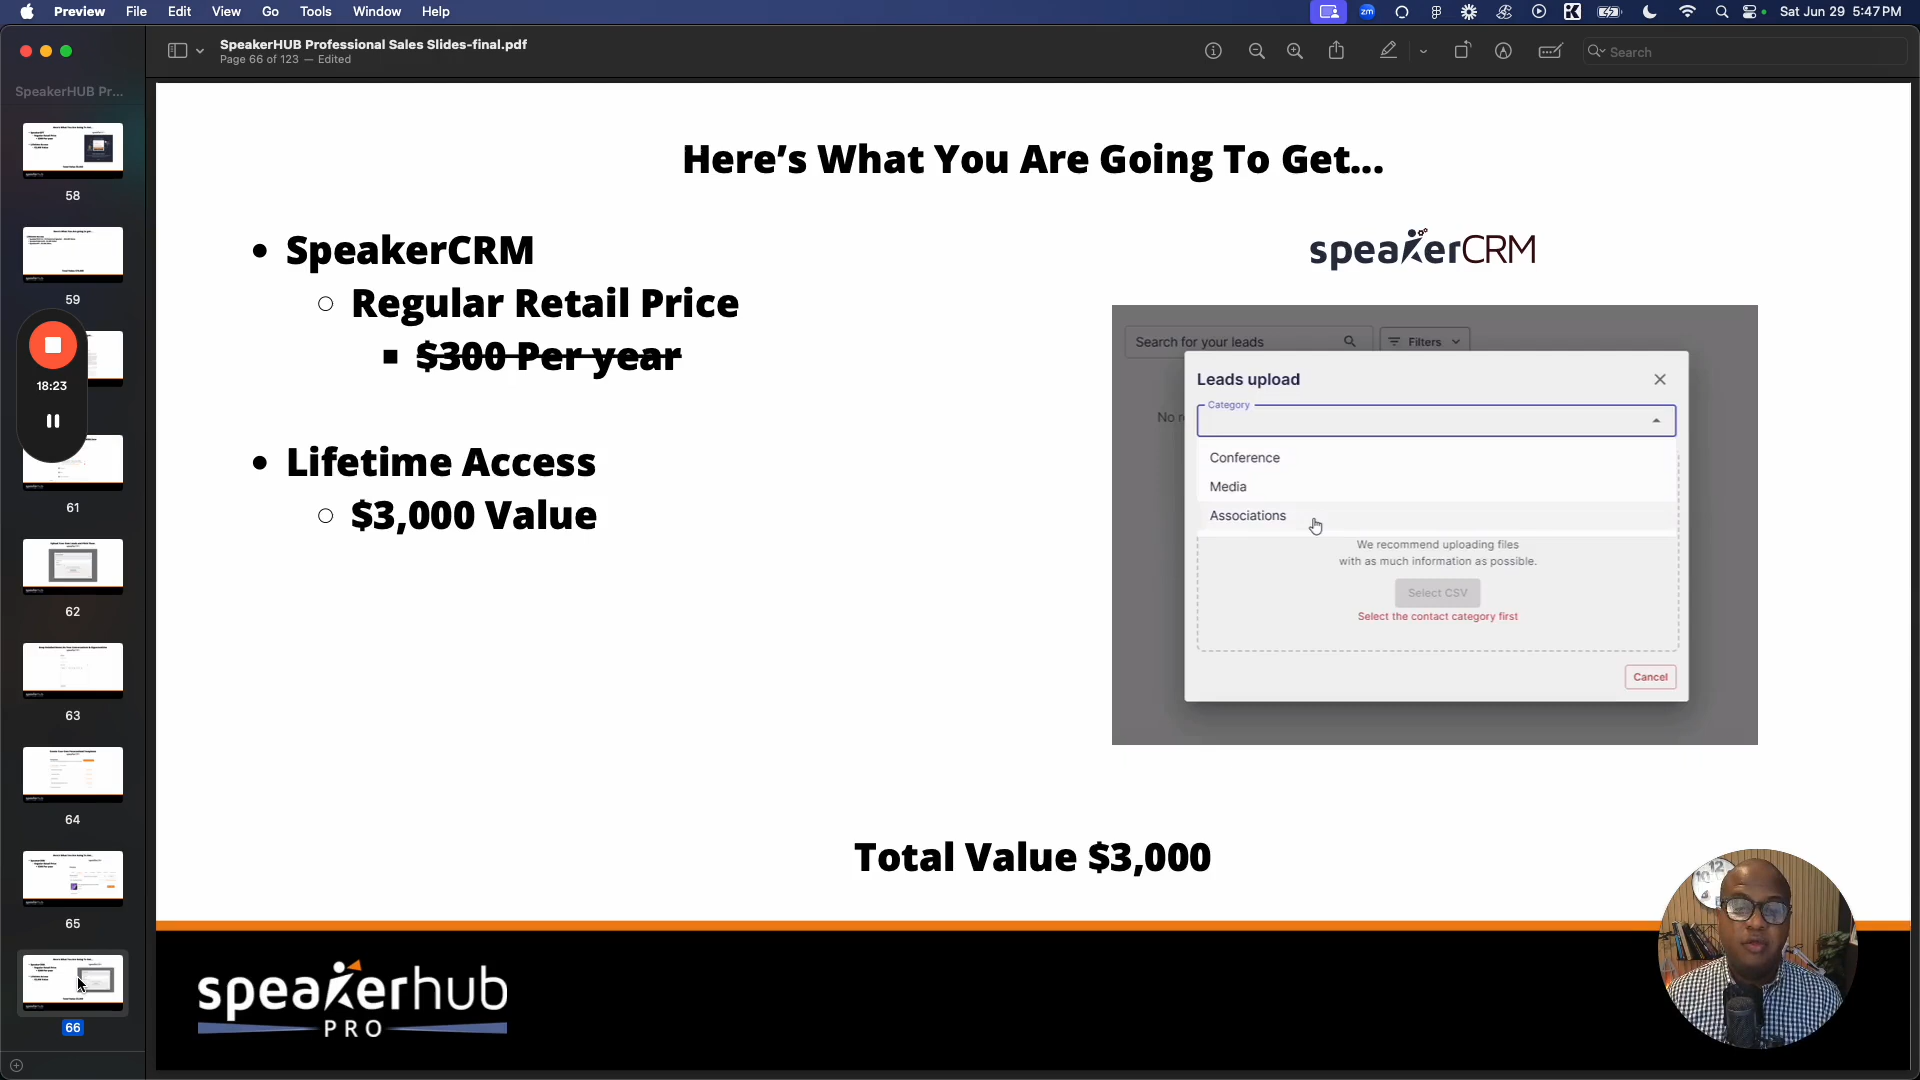 Preview File Edit View Go Tools Window Help
zm
Sat Jun 29 5:47 PM
SpeakerHUB Professional Sales Slides-final.pdf
Page 66 of 123 — Edited
Search
SpeakerHUB Pr...
58
59
18:23
61
62
63
64
65
66
Here’s What You Are Going To Get...
• SpeakerCRM
○ Regular Retail Price
■ $300 Per year
• Lifetime Access
○ $3,000 Value
speakerCRM
Search for your leads
Filters
Leads upload
Category
No r
Conference
Media
Associations
We recommend uploading files
with as much information as possible.
Select CSV
Select the contact category first
Cancel
Total Value $3,000
speakerhub
PRO